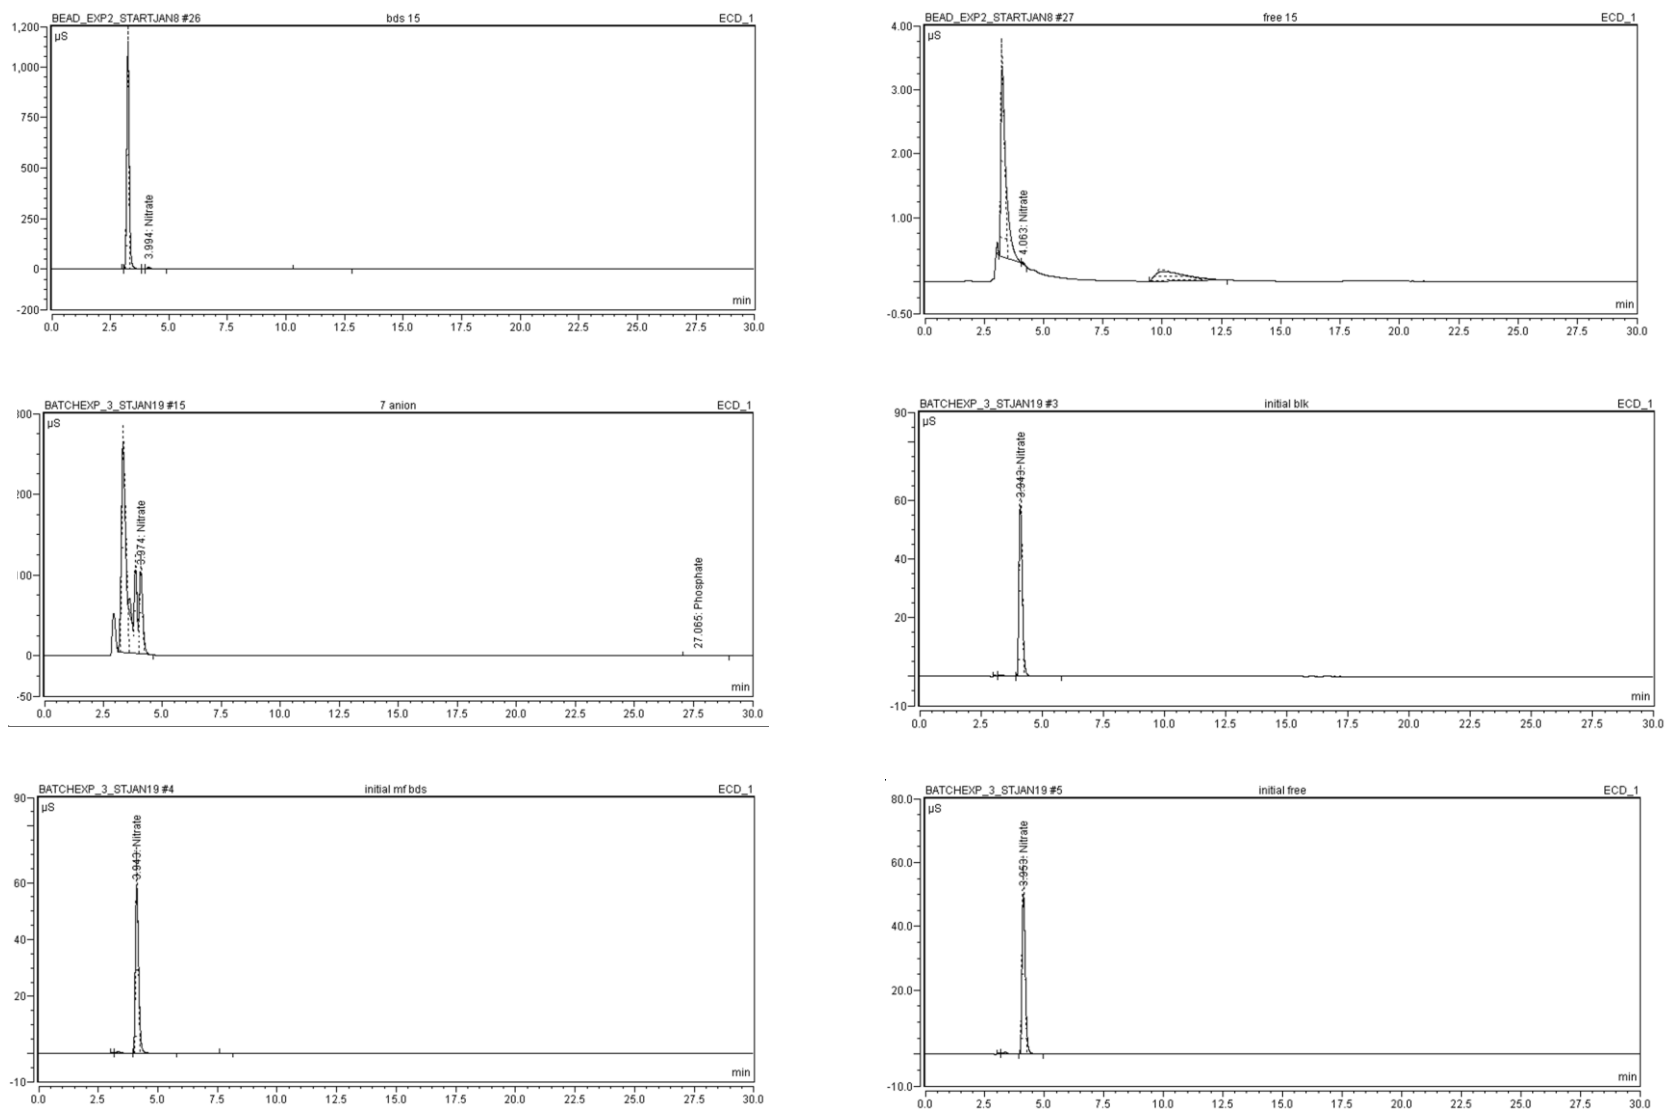 BEAD_EXP2_STARTJAN8 #26 bds 15 ECD_1
1,200
µS
1,000
750
500
250
0
-200
3.994: Nitrate
min
0.0 2.5 5.0 7.5 10.0 12.5 15.0 17.5 20.0 22.5 25.0 27.5 30.0
BEAD_EXP2_STARTJAN8 #27 free 15 ECD_1
4.00
µS
3.00
2.00
1.00
-0.50
4.063: Nitrate
min
0.0 2.5 5.0 7.5 10.0 12.5 15.0 17.5 20.0 22.5 25.0 27.5 30.0
BATCHEXP_3_STJAN19 #15 7 anion ECD_1
300
µS
200
100
0
-50
3.974: Nitrate
27.065: Phosphate
min
0.0 2.5 5.0 7.5 10.0 12.5 15.0 17.5 20.0 22.5 25.0 27.5 30.0
BATCHEXP_3_STJAN19 #3 initial blk ECD_1
90
µS
60
40
20
-10
3.943: Nitrate
min
0.0 2.5 5.0 7.5 10.0 12.5 15.0 17.5 20.0 22.5 25.0 27.5 30.0
BATCHEXP_3_STJAN19 #4 initial mf bds ECD_1
90
µS
60
40
20
-10
3.943: Nitrate
min
0.0 2.5 5.0 7.5 10.0 12.5 15.0 17.5 20.0 22.5 25.0 27.5 30.0
BATCHEXP_3_STJAN19 #5 initial free ECD_1
80.0
µS
60.0
40.0
20.0
-10.0
3.953: Nitrate
min
0.0 2.5 5.0 7.5 10.0 12.5 15.0 17.5 20.0 22.5 25.0 27.5 30.0